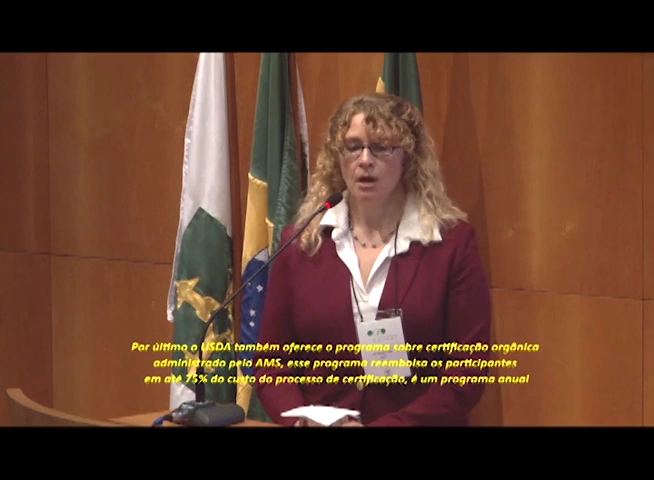 Por último o USDA também oferece o programa sobre certificação orgânica
administrado pelo AMS, esse programa reembolsa os participantes
em até 75% do custo do processo de certificação, é um programa anual